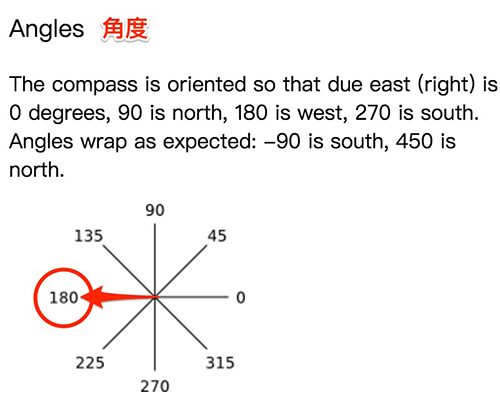 Angles 角度
The compass is oriented so that due east (right) is
0 degrees, 90 is north, 180 is west, 270 is south.
Angles wrap as expected: –90 is south, 450 is
north.
90
135 45
180 0
225 315
270